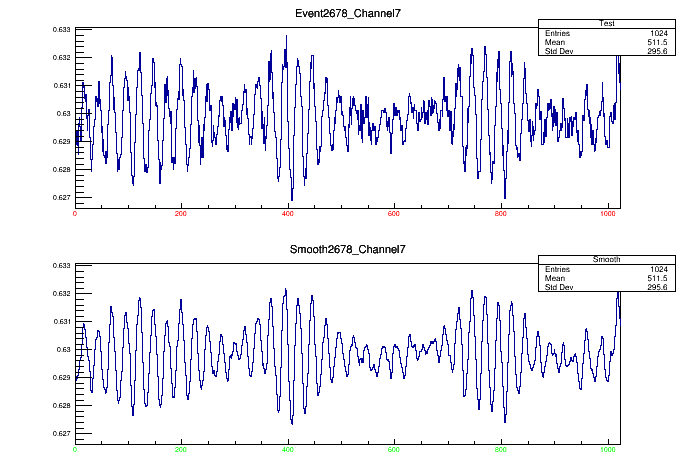 Event2678_Channel7
Test
Entries 1024
Mean 511.5
Std Dev 295.6
0.633
0.632
0.631
0.63
0.629
0.628
0.627
0 200 400 600 800 1000
Smooth2678_Channel7
Smooth
Entries 1024
Mean 511.5
Std Dev 295.6
0.633
0.632
0.631
0.63
0.629
0.628
0.627
0 200 400 600 800 1000